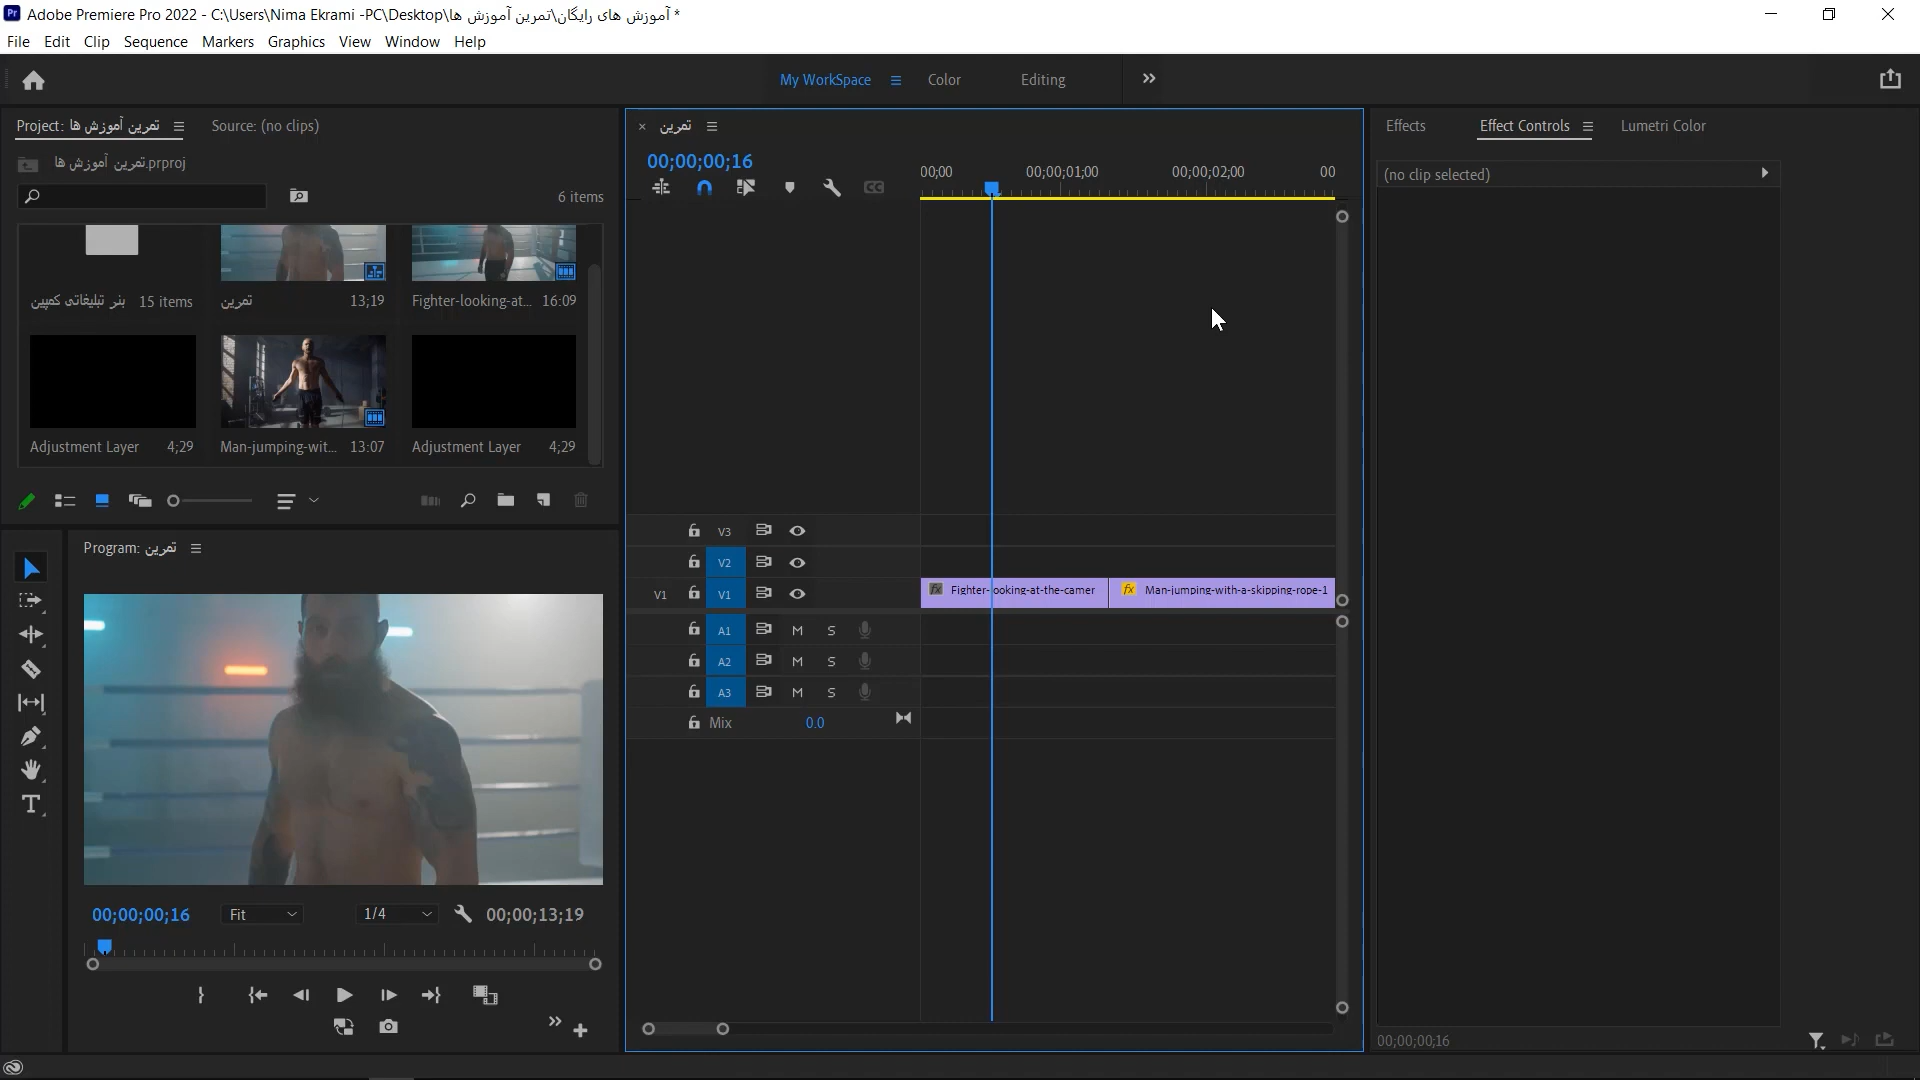 Adobe Premiere Pro 2022 - C:\Users\Nima Ekrami -PC\Desktop\آموزش های رایگان\تمرین آموزش ها *
File Edit Clip Sequence Markers Graphics View Window Help
My WorkSpace Color Editing
Project: تمرین آموزش ها
Source: (no clips)
تمرین آموزش ها.prproj
6 items
بنر تبلیغاتی کمپین 15 items
تمرین 13;19
Fighter-looking-at... 16:09
Adjustment Layer 4;29
Man-jumping-wit... 13:07
Adjustment Layer 4;29
Program: تمرین
00;00;00;16 Fit 1/4 00;00;13;19
تمرین
00;00;00;16
00;00 00;00;01;00 00;00;02;00 00
CC
V3
V2
V1 V1
fx Fighter-looking-at-the-camer
fx Man-jumping-with-a-skipping-rope-1
A1 M S
A2 M S
A3 M S
Mix 0.0
Effects Effect Controls Lumetri Color
(no clip selected)
00;00;00;16